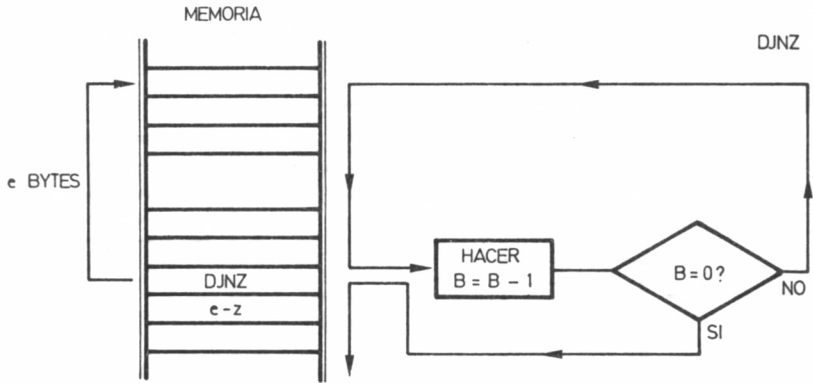 MEMORIA
DJNZ
e BYTES
DJNZ
e-z
HACER
B = B - 1
B = 0?
NO
SI